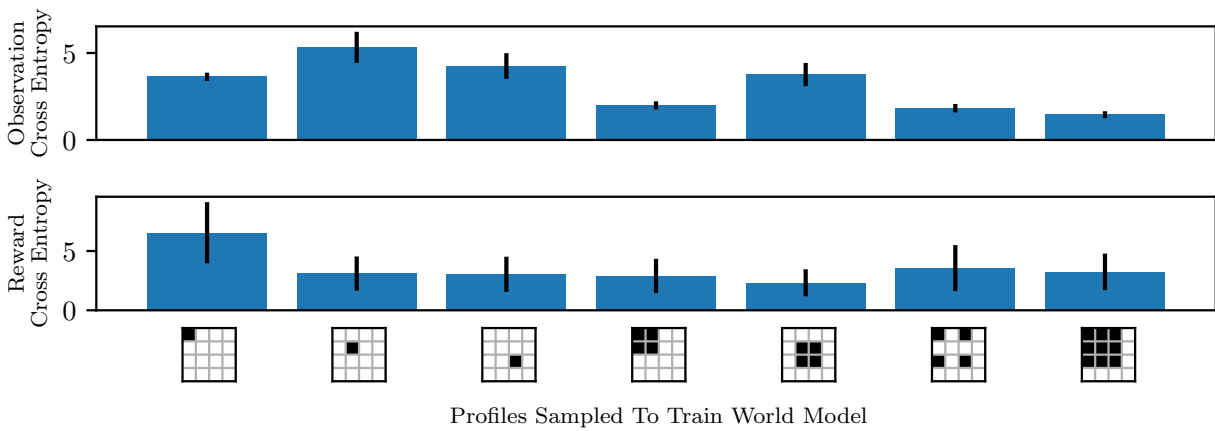 Observation
Cross Entropy
5
0
Reward
Cross Entropy
5
0
Profiles Sampled To Train World Model